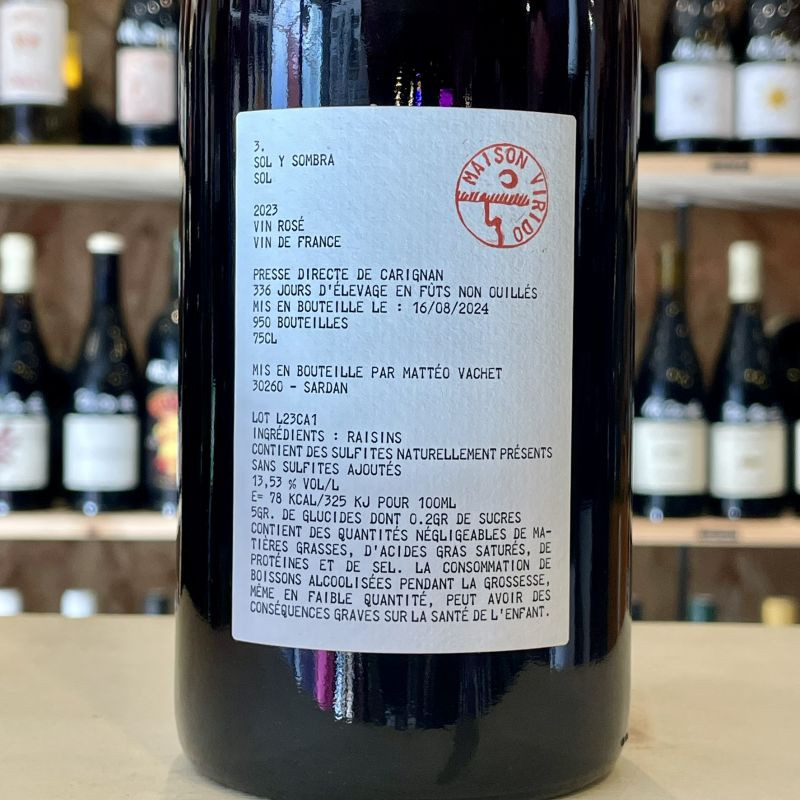 3.
SOL Y SOMBRA
SOL
MAISON VIRIDO
2023
VIN ROSÉ
VIN DE FRANCE
PRESSE DIRECTE DE CARIGNAN
336 JOURS D'ÉLEVAGE EN FÛTS NON OUILLÉS
MIS EN BOUTEILLE LE : 16/08/2024
950 BOUTEILLES
75CL
MIS EN BOUTEILLE PAR MATTÉO VACHET
30260 - SARDAN
LOT L23CA1
INGRÉDIENTS : RAISINS
CONTIENT DES SULFITES NATURELLEMENT PRÉSENTS
SANS SULFITES AJOUTÉS
13,53 % VOL/L
E= 78 KCAL/325 KJ POUR 100ML
5GR. DE GLUCIDES DONT 0.2GR DE SUCRES
CONTIENT DES QUANTITÉS NÉGLIGEABLES DE MA-
TIÈRES GRASSES, D'ACIDES GRAS SATURÉS, DE
PROTÉINES ET DE SEL. LA CONSOMMATION DE
BOISSONS ALCOOLISÉES PENDANT LA GROSSESSE,
MÊME EN FAIBLE QUANTITÉ, PEUT AVOIR DES
CONSÉQUENCES GRAVES SUR LA SANTÉ DE L'ENFANT.